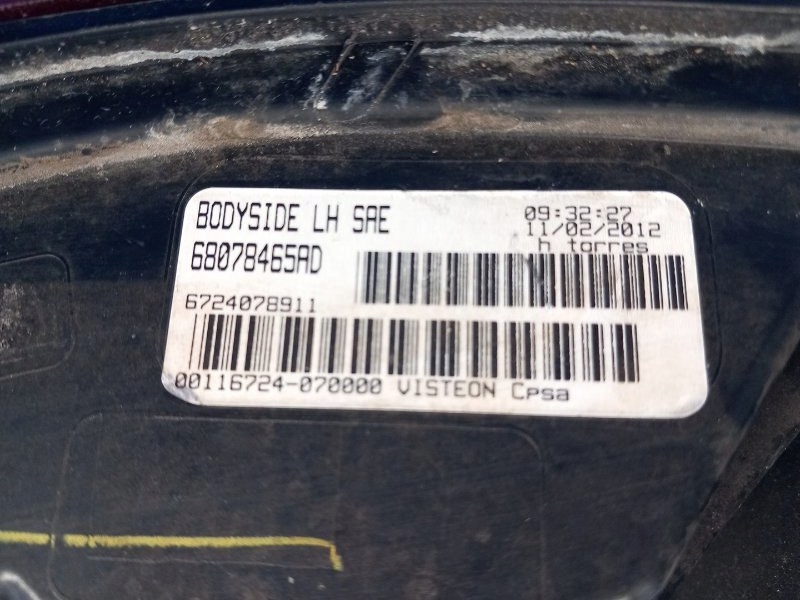 BODYSIDE LH SAE
09:32:27
11/02/2012
h torres
68078465AD
6724078911
00116724-070000 VISTEON Cpsa